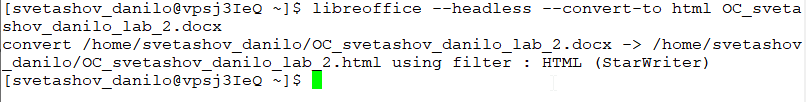 [svetashov_danilo@vpsj3IeQ ~]$ libreoffice --headless --convert-to html OC_sveta
shov_danilo_lab_2.docx
convert /home/svetashov_danilo/OC_svetashov_danilo_lab_2.docx -> /home/svetashov
_danilo/OC_svetashov_danilo_lab_2.html using filter : HTML (StarWriter)
[svetashov_danilo@vpsj3IeQ ~]$